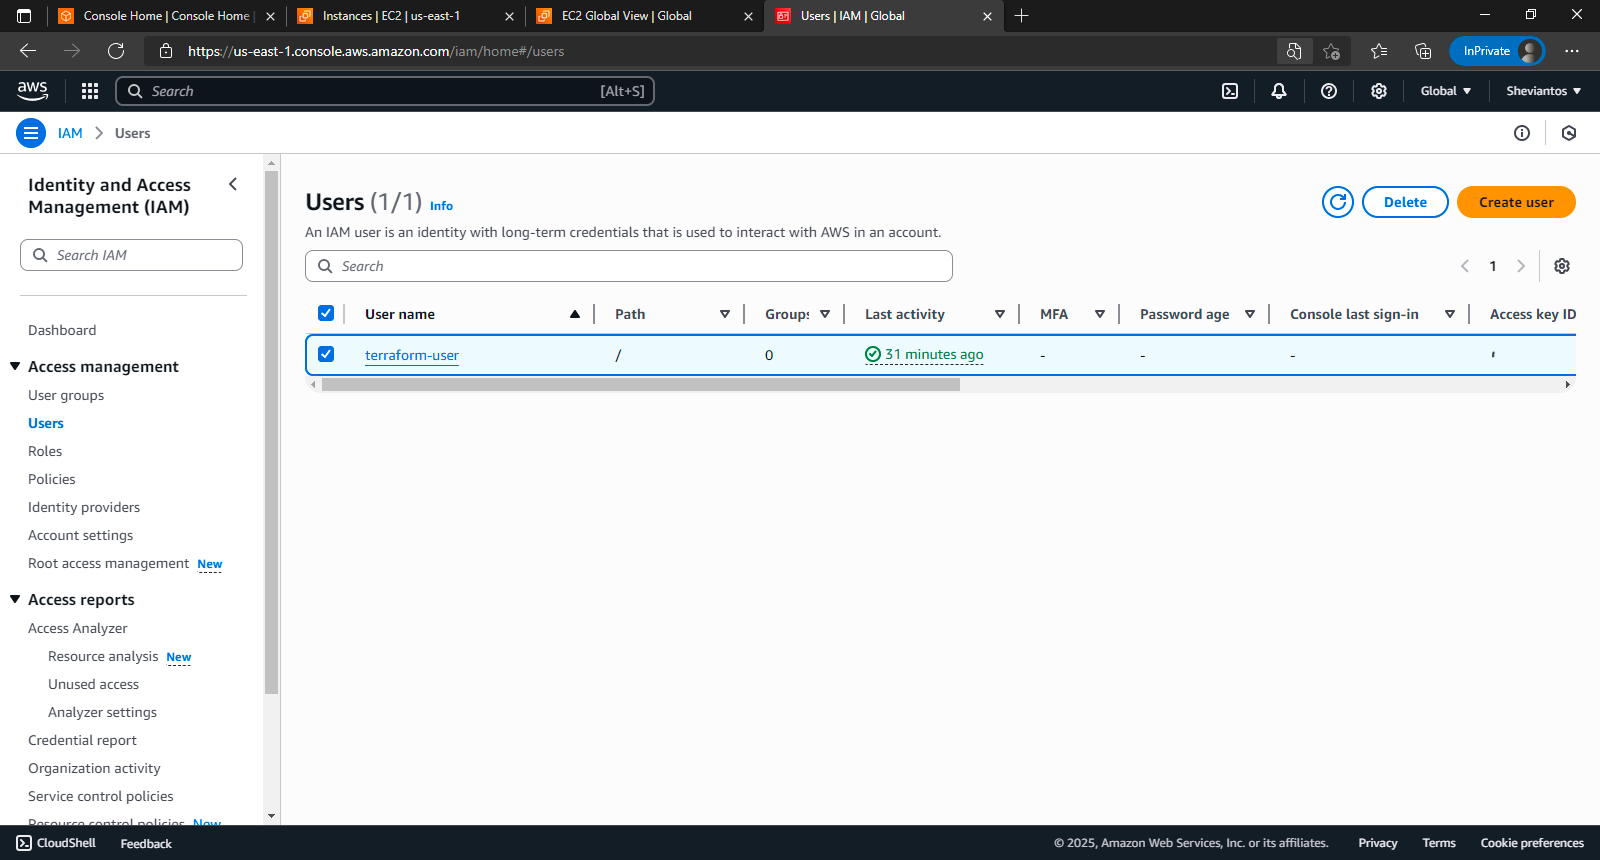 Console Home | Console Home |
Instances | EC2 | us-east-1
EC2 Global View | Global
Users | IAM | Global
https://us-east-1.console.aws.amazon.com/iam/home#/users
InPrivate
aws
Search
[Alt+S]
Global
Sheviantos
IAM
Users
Identity and Access
Management (IAM)
Search IAM
Dashboard
Access management
User groups
Users
Roles
Policies
Identity providers
Account settings
Root access management New
Access reports
Access Analyzer
Resource analysis New
Unused access
Analyzer settings
Credential report
Organization activity
Service control policies
Resource control policies New
Users (1/1) Info
Delete
Create user
An IAM user is an identity with long-term credentials that is used to interact with AWS in an account.
Search
1
User name Path Groups Last activity MFA Password age Console last sign-in Access key ID
terraform-user / 0 31 minutes ago - - -
CloudShell
Feedback
© 2025, Amazon Web Services, Inc. or its affiliates.
Privacy
Terms
Cookie preferences